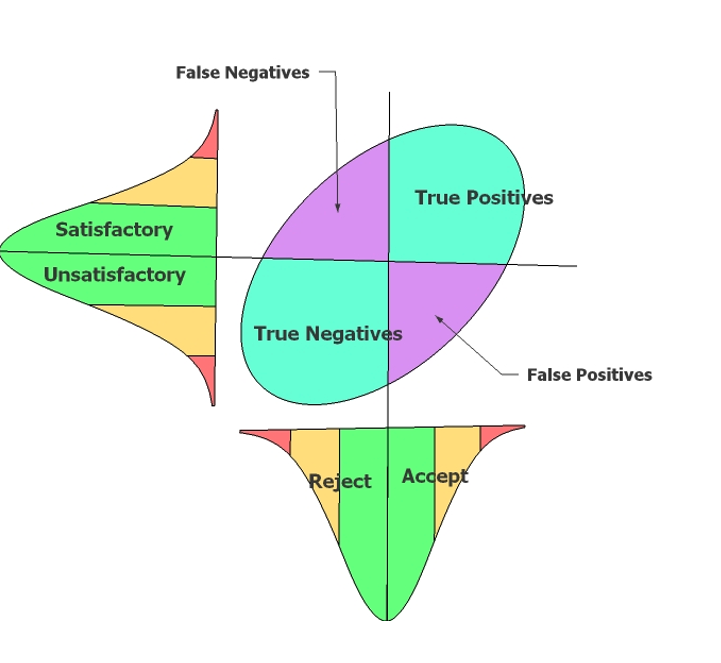 False Negatives
True Positives
Satisfactory
Unsatisfactory
True Negatives
False Positives
Reject
Accept